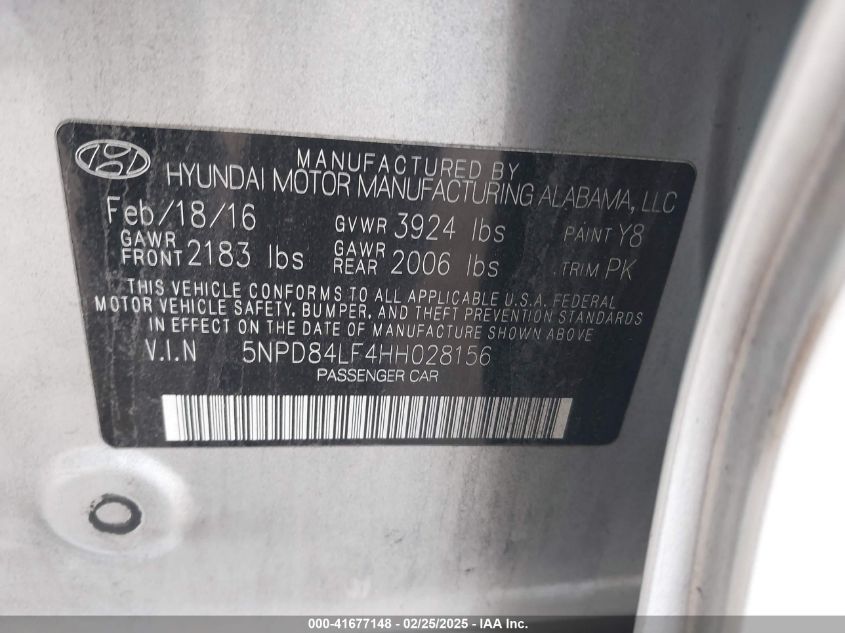 MANUFACTURED BY
HYUNDAI MOTOR MANUFACTURING ALABAMA, LLC
Feb/18/16 GVWR 3924 lbs PAINT Y8
GAWR FRONT 2183 lbs GAWR REAR 2006 lbs TRIM PK
THIS VEHICLE CONFORMS TO ALL APPLICABLE U.S.A. FEDERAL
MOTOR VEHICLE SAFETY, BUMPER, AND THEFT PREVENTION STANDARDS
IN EFFECT ON THE DATE OF MANUFACTURE SHOWN ABOVE.
V.I.N 5NPD84LF4HH028156
PASSENGER CAR
000-41677148 - 02/25/2025 - IAA Inc.